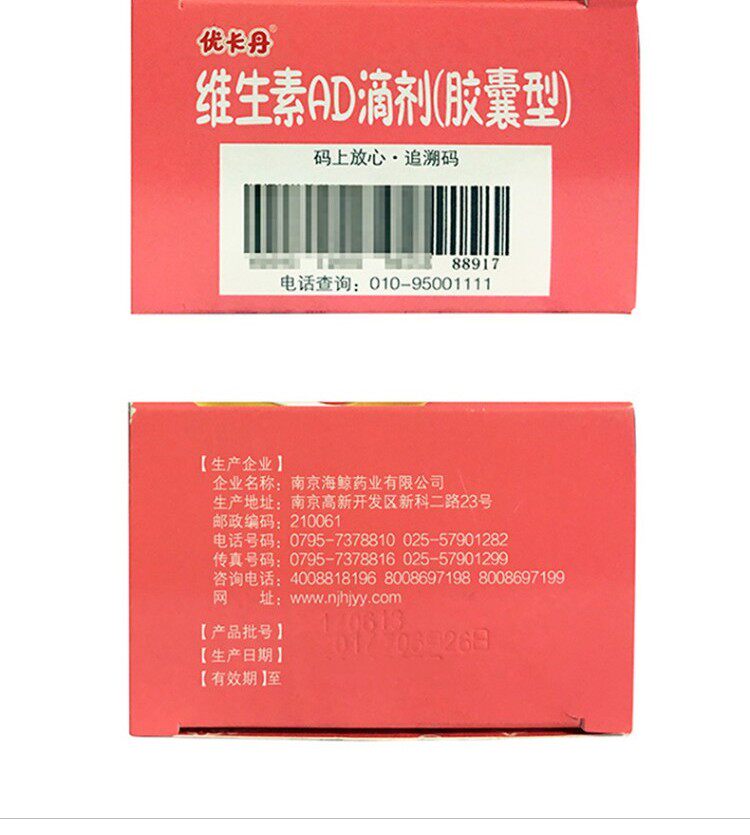 优卡丹®
维生素AD滴剂(胶囊型)
码上放心·追溯码
88917
电话查询：010-95001111
【生产企业】
企业名称：南京海鲸药业有限公司
生产地址：南京高新开发区新科二路23号
邮政编码：210061
电话号码：0795-7378810 025-57901282
传真号码：0795-7378816 025-57901299
咨询电话：4008818196 8008697198 8008697199
网　　址：www.njhjyy.com
【产品批号】
【生产日期】
【有效期】至